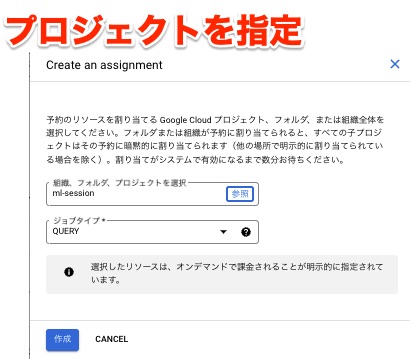 プロジェクトを指定
Create an assignment
予約のリソースを割り当てる Google Cloud プロジェクト、フォルダ、または組織全体を
選択してください。フォルダまたは組織が予約に割り当てられると、すべての子プロジ
ェクトはその予約に暗黙的に割り当てられます（他の場所で明示的に割り当てられてい
る場合を除く）。割り当てがシステムで有効になるまで数分お待ちください。
組織、フォルダ、プロジェクトを選択
ml-session
参照
ジョブタイプ *
QUERY
選択したリソースは、オンデマンドで課金されることが明示的に指定されて
います。
作成
CANCEL